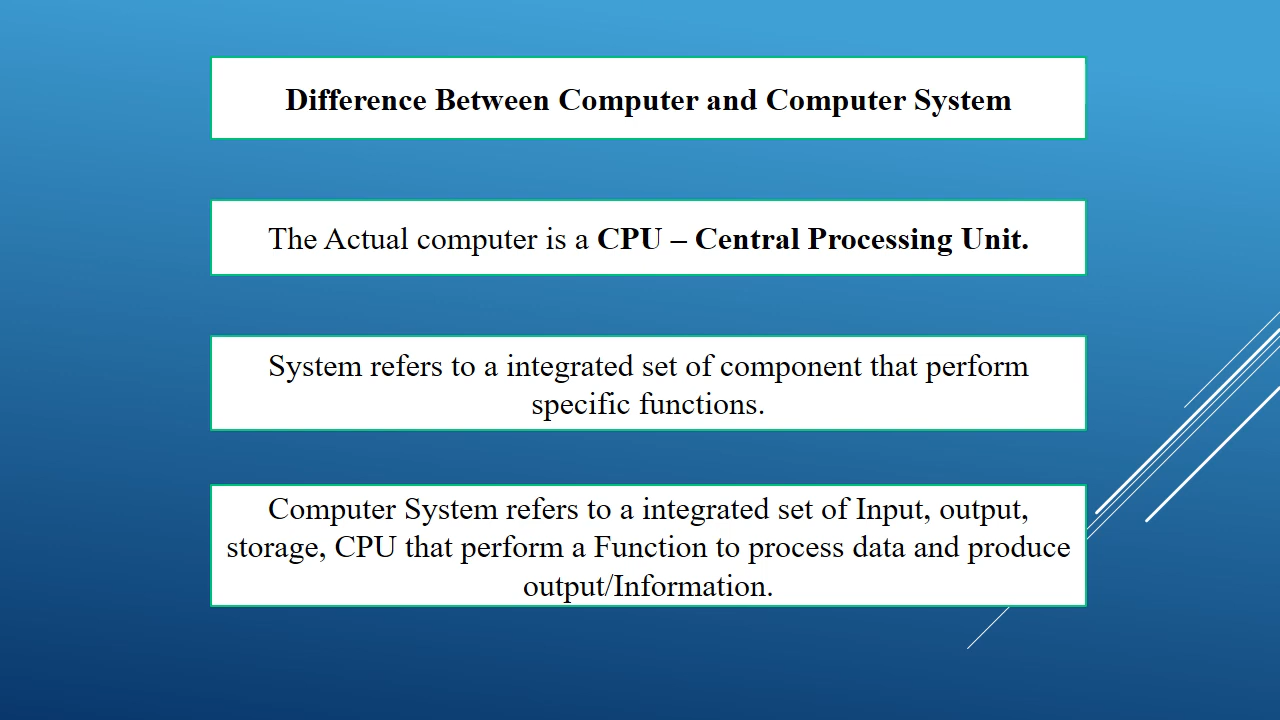 Difference Between Computer and Computer System
The Actual computer is a CPU – Central Processing Unit.
System refers to a integrated set of component that perform
specific functions.
Computer System refers to a integrated set of Input, output,
storage, CPU that perform a Function to process data and produce
output/Information.